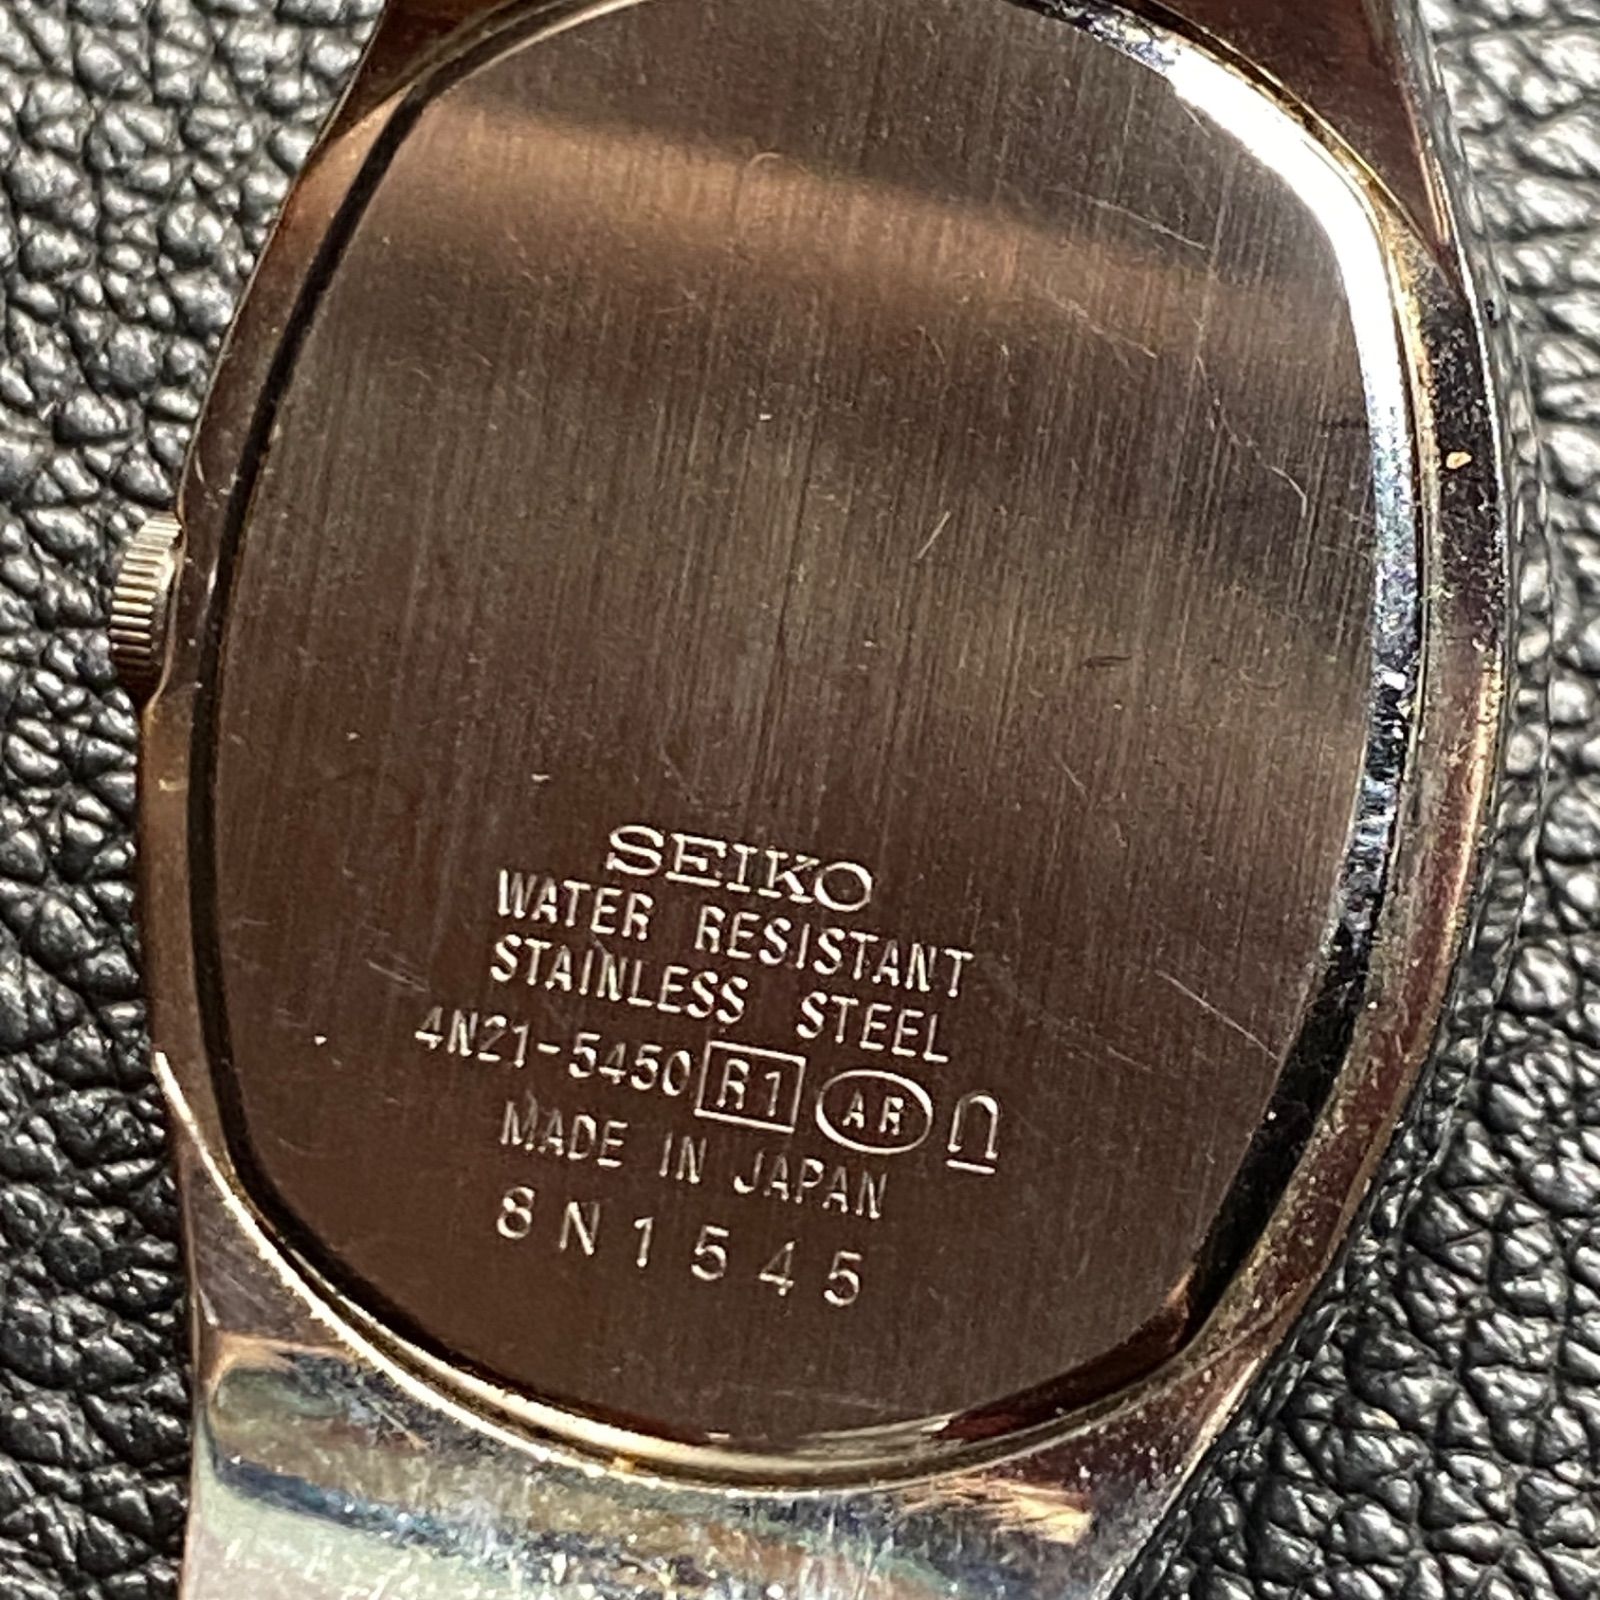 SEIKO
WATER RESISTANT
STAINLESS STEEL
4N21-5450 R1 AR Ω
MADE IN JAPAN
8N1545